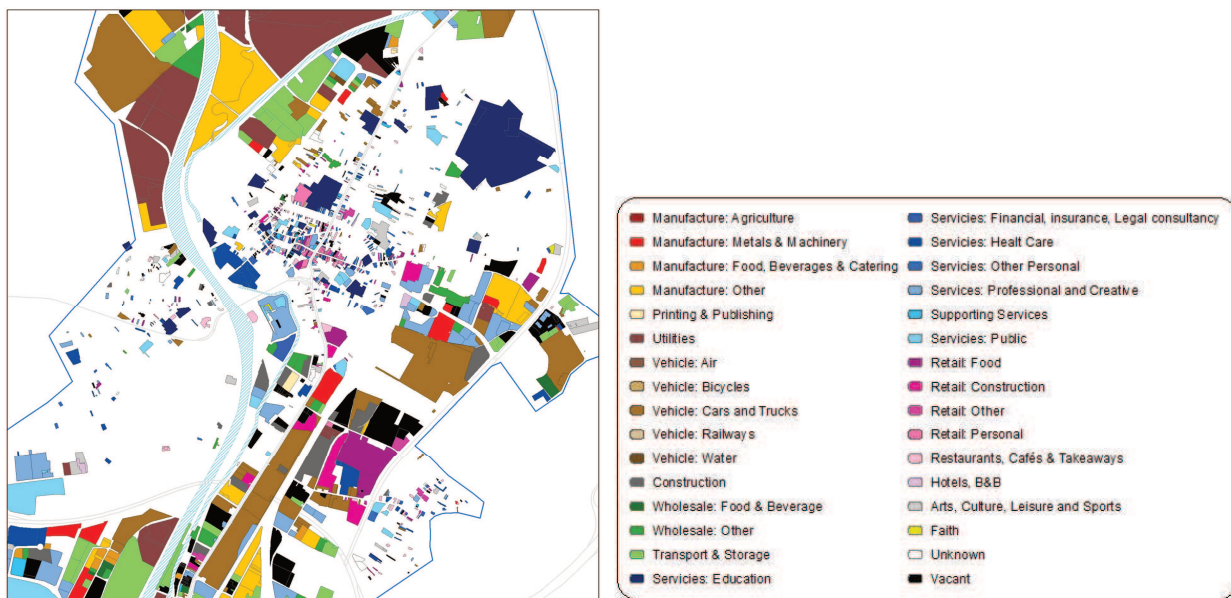 Manufacture: Agriculture
Manufacture: Metals & Machinery
Manufacture: Food, Beverages & Catering
Manufacture: Other
Printing & Publishing
Utilities
Vehicle: Air
Vehicle: Bicycles
Vehicle: Cars and Trucks
Vehicle: Railways
Vehicle: Water
Construction
Wholesale: Food & Beverage
Wholesale: Other
Transport & Storage
Servicies: Education
Servicies: Financial, insurance, Legal consultancy
Servicies: Healt Care
Servicies: Other Personal
Servicies: Professional and Creative
Supporting Services
Servicies: Public
Retail: Food
Retail: Construction
Retail: Other
Retail: Personal
Restaurants, Cafés & Takeaways
Hotels, B&B
Arts, Culture, Leisure and Sports
Faith
Unknown
Vacant